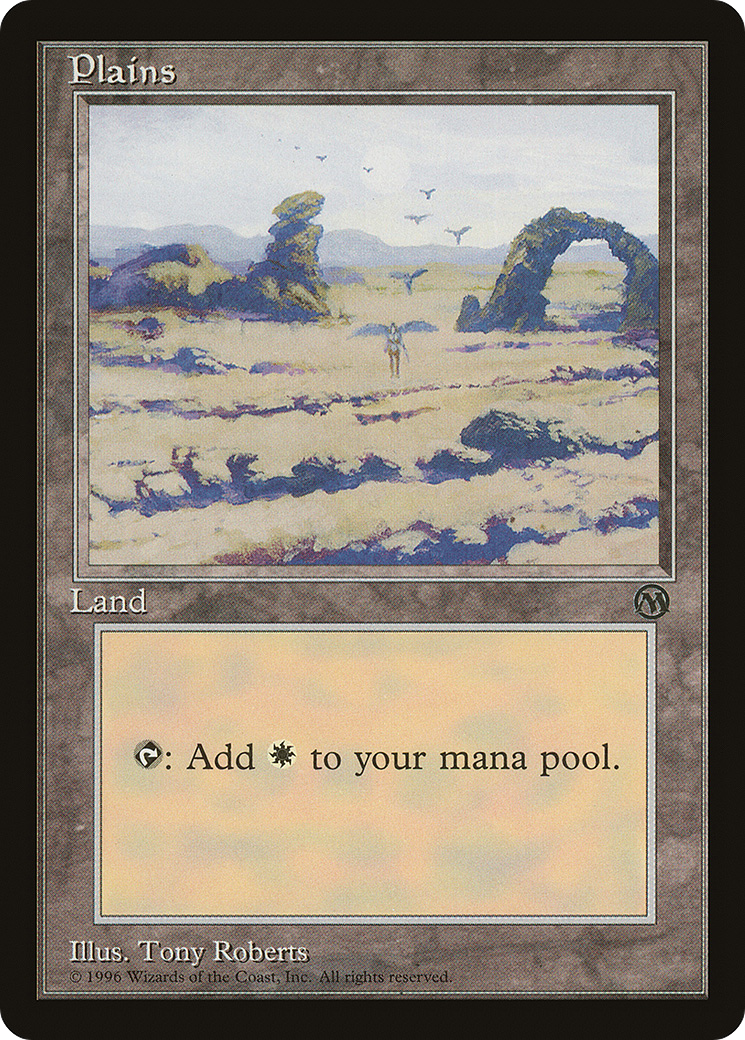 Plains
Land
: Add to your mana pool.
Illus. Tony Roberts
© 1996 Wizards of the Coast, Inc. All rights reserved.